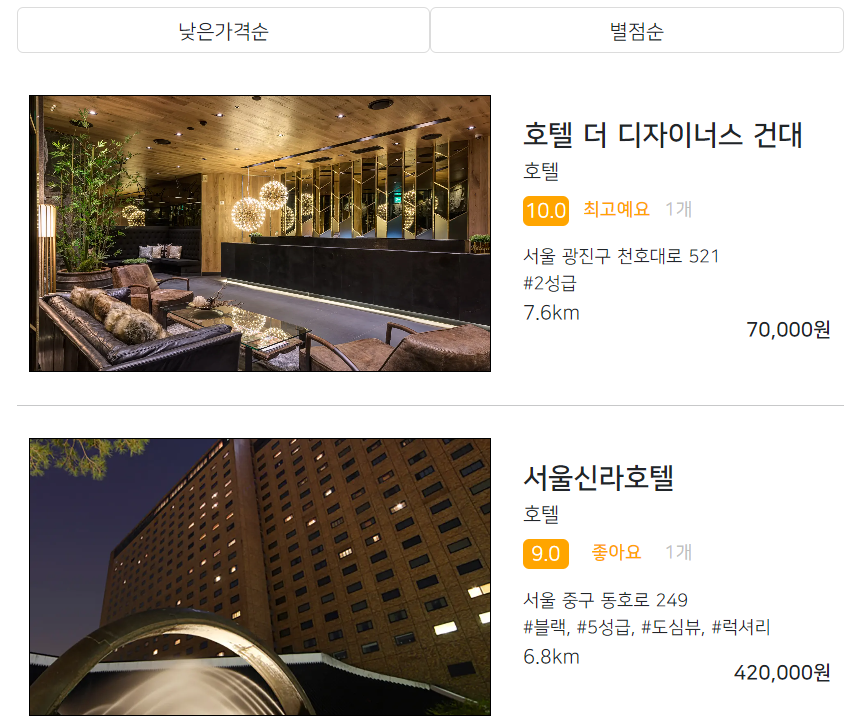 낮은가격순 별점순
호텔 더 디자이너스 건대
호텔
10.0 최고예요 1개
서울 광진구 천호대로 521
#2성급
7.6km
70,000원
서울신라호텔
호텔
9.0 좋아요 1개
서울 중구 동호로 249
#블랙, #5성급, #도심뷰, #럭셔리
6.8km
420,000원